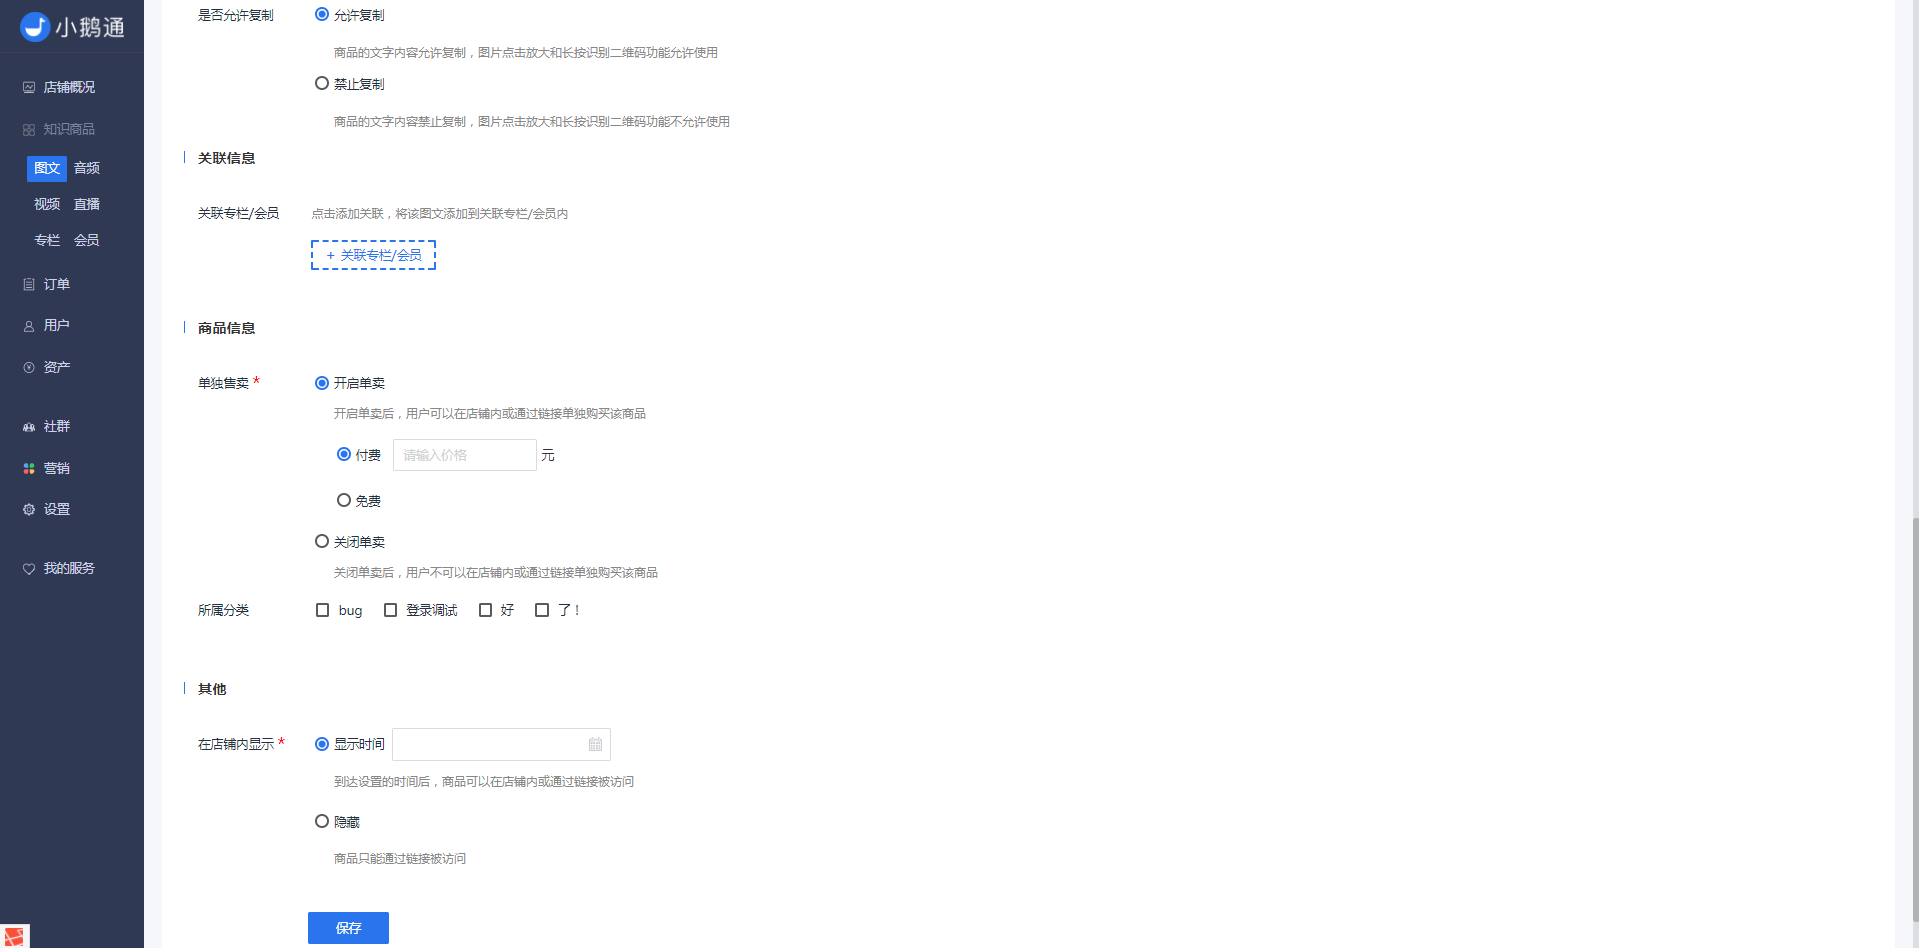 小鹅通
店铺概况
知识商品
图文 音频
视频 直播
专栏 会员
订单
用户
资产
社群
营销
设置
我的服务
是否允许复制 允许复制
商品的文字内容允许复制，图片点击放大和长按识别二维码功能允许使用
禁止复制
商品的文字内容禁止复制，图片点击放大和长按识别二维码功能不允许使用
关联信息
关联专栏/会员 点击添加关联，将该图文添加到关联专栏/会员内
+ 关联专栏/会员
商品信息
单独售卖 * 开启单卖
开启单卖后，用户可以在店铺内或通过链接单独购买该商品
付费 请输入价格 元
免费
关闭单卖
关闭单卖后，用户不可以在店铺内或通过链接单独购买该商品
所属分类 bug 登录调试 好 了！
其他
在店铺内显示 * 显示时间
到达设置的时间后，商品可以在店铺内或通过链接被访问
隐藏
商品只能通过链接被访问
保存